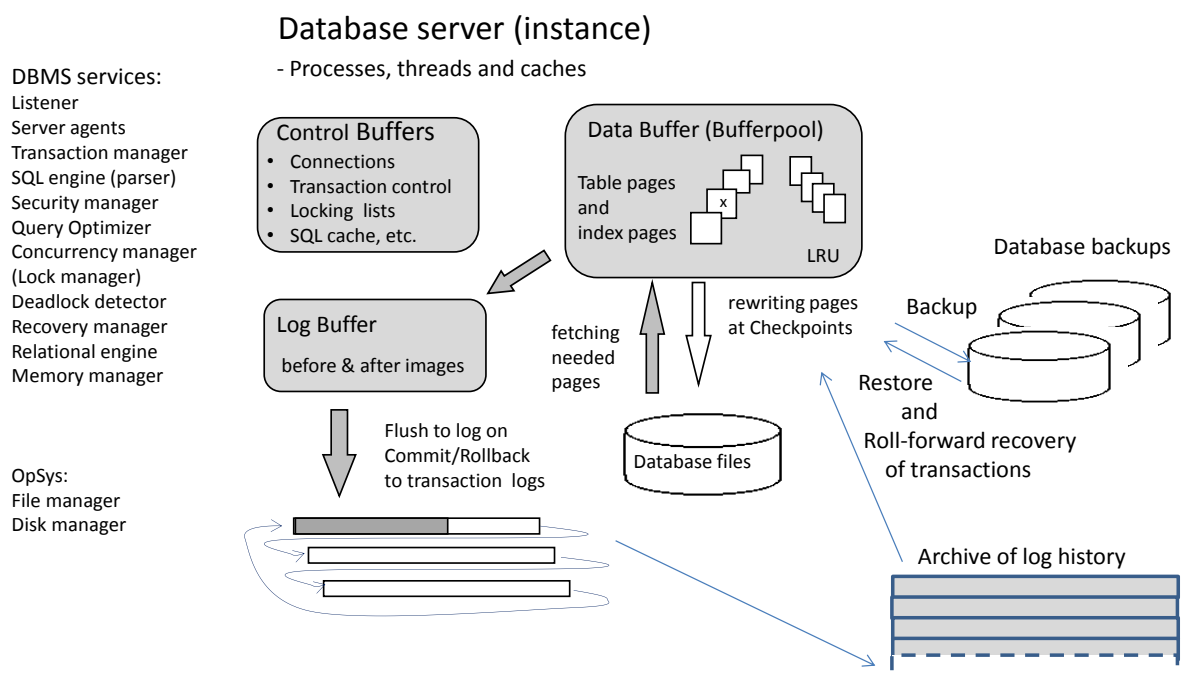 Database server (instance)
- Processes, threads and caches
DBMS services:
Listener
Server agents
Transaction manager
SQL engine (parser)
Security manager
Query Optimizer
Concurrency manager
(Lock manager)
Deadlock detector
Recovery manager
Relational engine
Memory manager
OpSys:
File manager
Disk manager
Control Buffers
• Connections
• Transaction control
• Locking lists
• SQL cache, etc.
Data Buffer (Bufferpool)
Table pages
and
index pages
x
LRU
Log Buffer
before & after images
fetching
needed
pages
rewriting pages
at Checkpoints
Flush to log on
Commit/Rollback
to transaction logs
Database files
Database backups
Backup
Restore
and
Roll-forward recovery
of transactions
Archive of log history